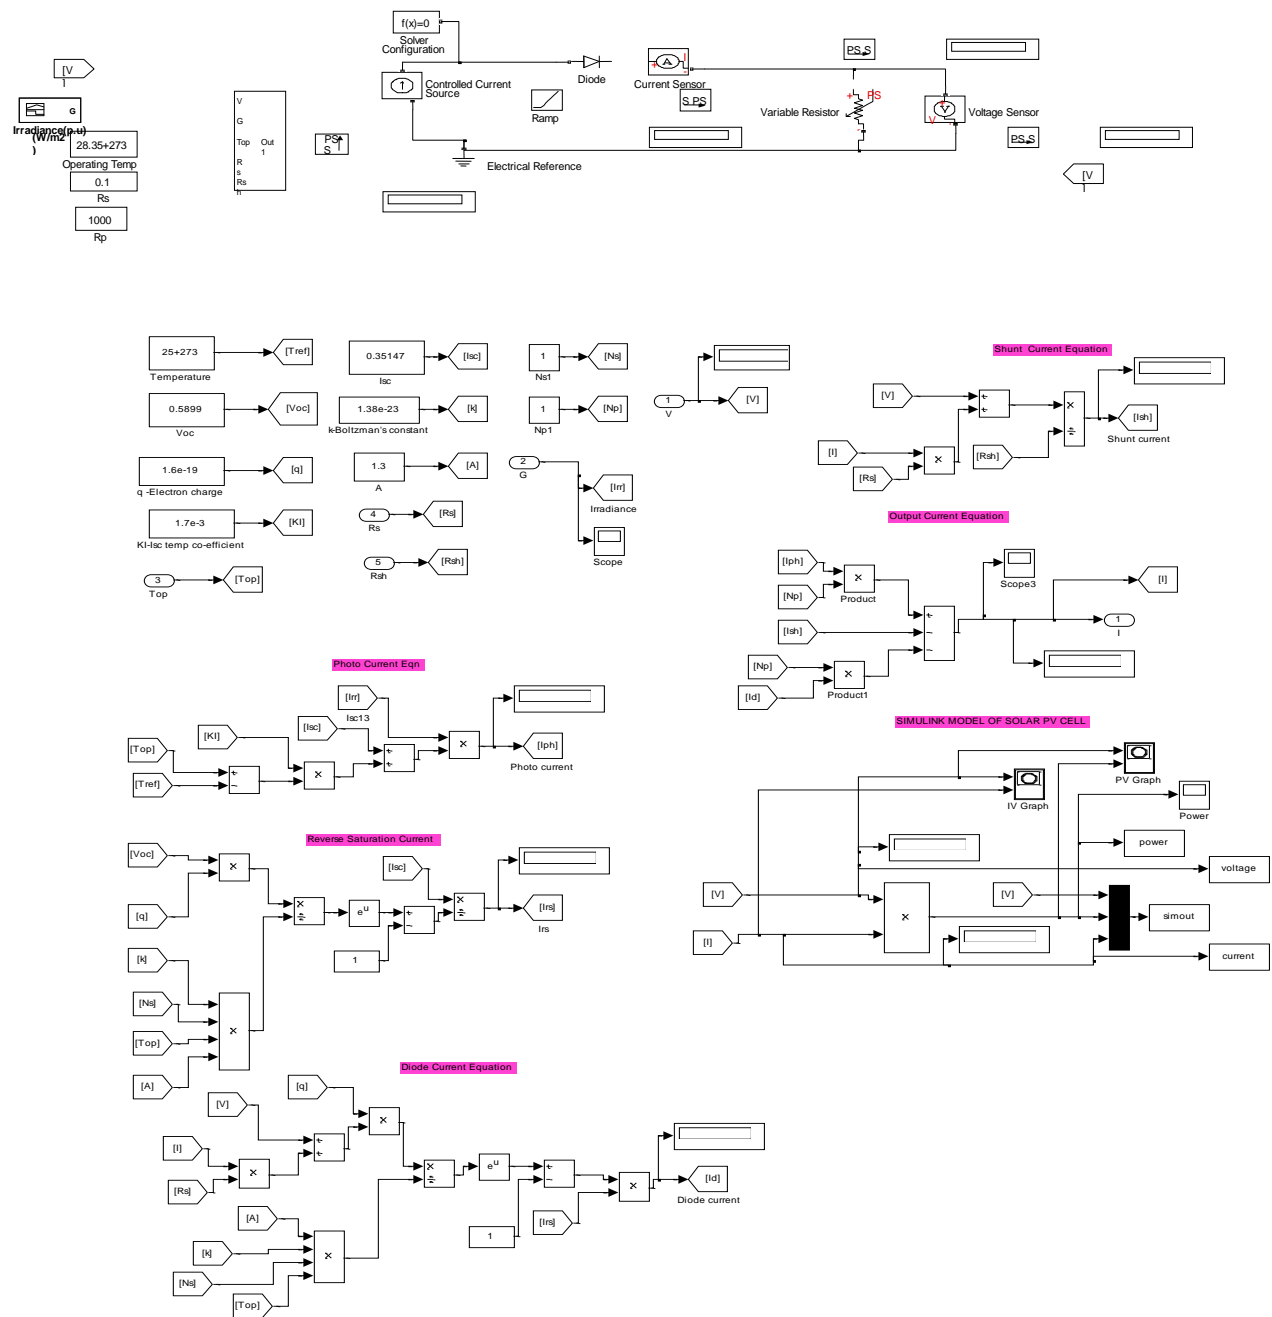 f(x)=0
Solver
Configuration
[V
]
G
Irradiance(p.u)
(W/m2
)
28.35+273
Operating Temp
0.1
Rs
1000
Rp
V
G
Top Out
1
R
s
Rs
h
PS
S
Controlled Current
Source
Diode
Ramp
A
+
I
-
Current Sensor
S PS
PS S
+
PS
-
Variable Resistor
+
V
V
-
Voltage Sensor
PS S
Electrical Reference
[V
]
25+273
Temperature
[Tref]
0.35147
Isc
[Isc]
1
Ns1
[Ns]
0.5899
Voc
[Voc]
1.38e-23
k-Boltzman's constant
[k]
1
Np1
[Np]
1.6e-19
q -Electron charge
[q]
1.3
A
[A]
1.7e-3
KI-Isc temp co-efficient
[KI]
4
Rs
[Rs]
3
Top
[Top]
5
Rsh
[Rsh]
1
V
[V]
2
G
[Irr]
Irradiance
Scope
Shunt Current Equation
[V]
[I]
[Rs]
+
+
×
[Rsh]
×
÷
[Ish]
Shunt current
Output Current Equation
[Iph]
[Np]
×
Product
[Ish]
[Np]
[Id]
×
Product1
+
−
−
Scope3
[I]
1
I
Photo Current Eqn
[Irr]
Isc13
[Isc]
[KI]
[Top]
[Tref]
+
−
×
+
+
×
[Iph]
Photo current
SIMULINK MODEL OF SOLAR PV CELL
PV Graph
IV Graph
Power
power
voltage
[V]
[I]
×
[V]
simout
current
Reverse Saturation Current
[Voc]
[q]
×
[k]
[Ns]
[Top]
[A]
×
×
÷
eu
1
+
−
[Isc]
×
÷
[Irs]
Irs
Diode Current Equation
[q]
[V]
[I]
[Rs]
×
+
+
×
[A]
[k]
[Ns]
[Top]
×
×
÷
eu
1
+
−
[Irs]
×
[Id]
Diode current